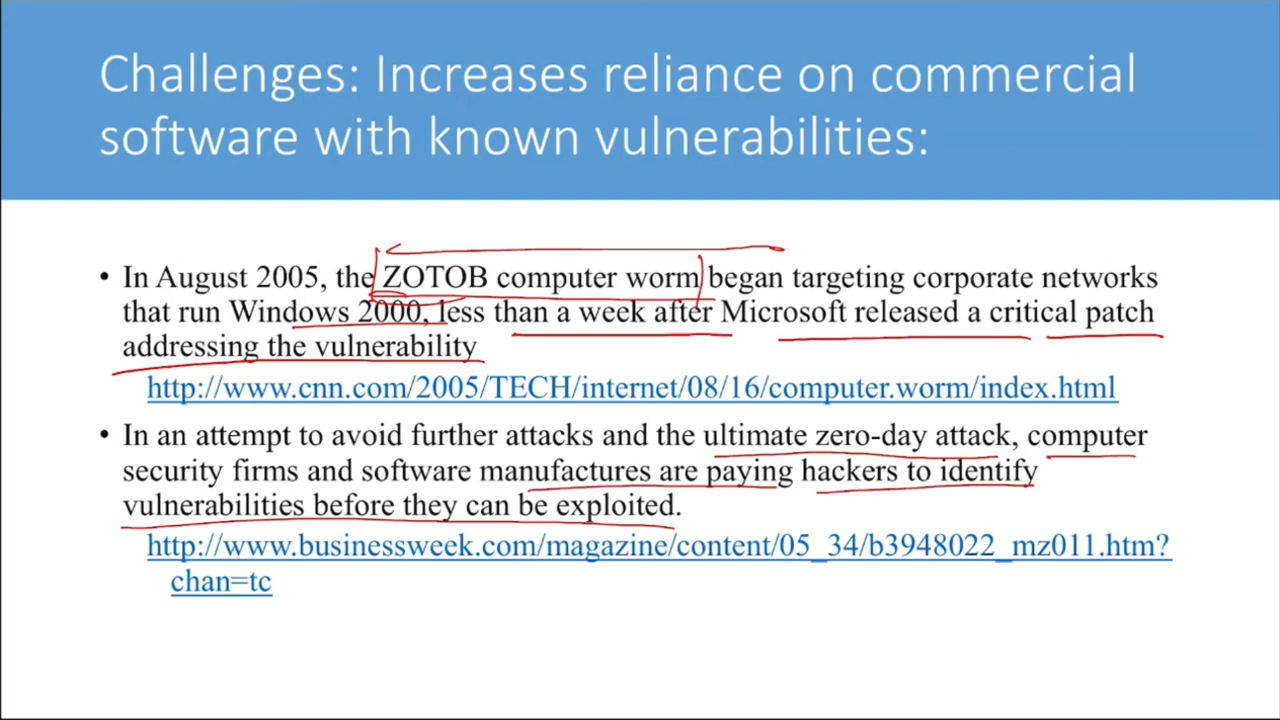 Challenges: Increases reliance on commercial
software with known vulnerabilities:
• In August 2005, the ZOTOB computer worm began targeting corporate networks
that run Windows 2000, less than a week after Microsoft released a critical patch
addressing the vulnerability
http://www.cnn.com/2005/TECH/internet/08/16/computer.worm/index.html
• In an attempt to avoid further attacks and the ultimate zero-day attack, computer
security firms and software manufactures are paying hackers to identify
vulnerabilities before they can be exploited.
http://www.businessweek.com/magazine/content/05_34/b3948022_mz011.htm?
chan=tc